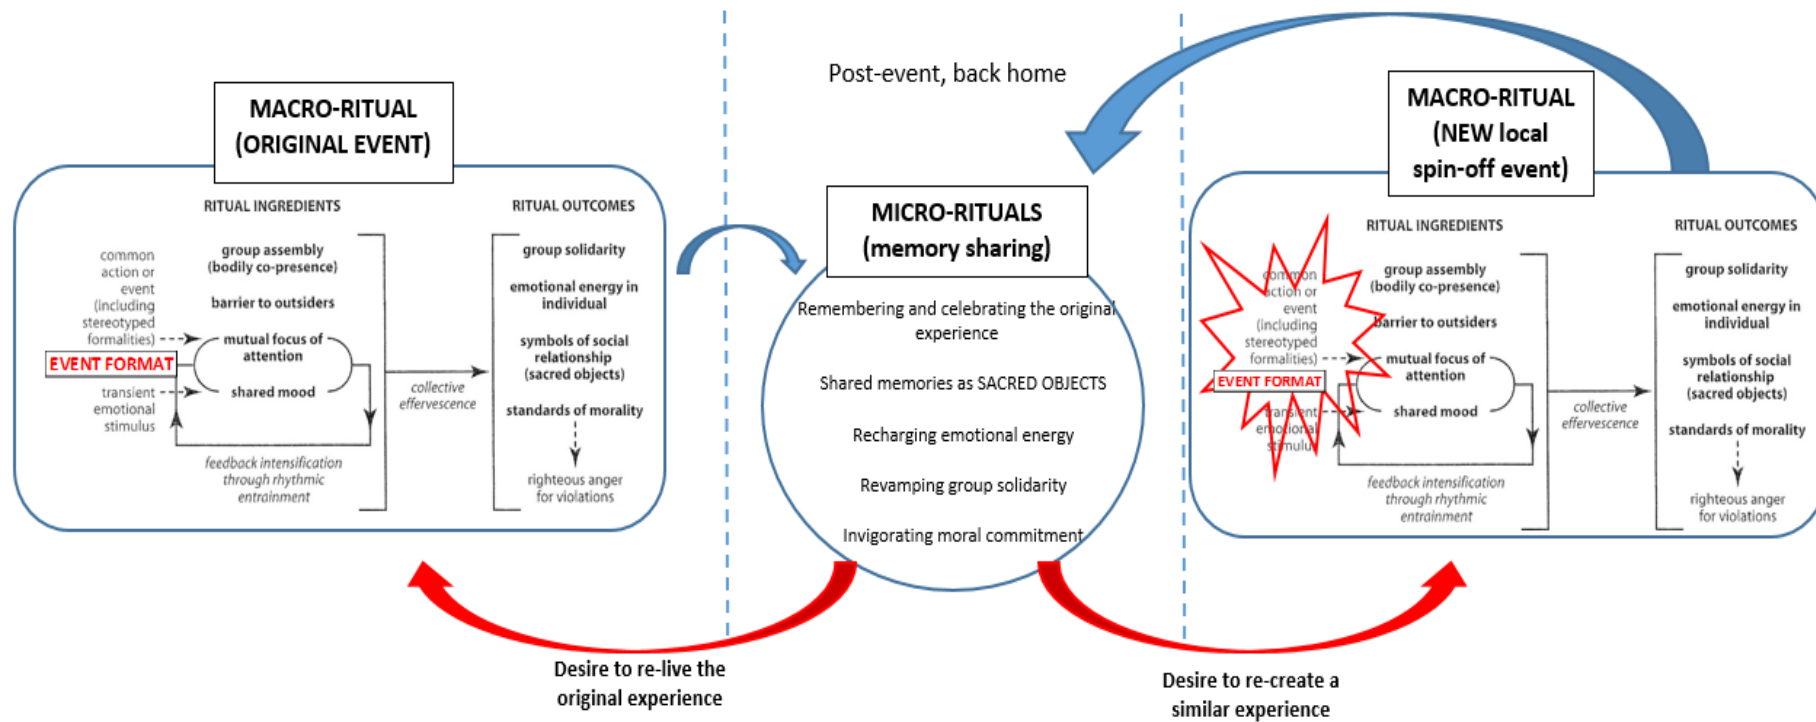 Post-event, back home
MACRO-RITUAL
(ORIGINAL EVENT)
RITUAL INGREDIENTS
RITUAL OUTCOMES
common
action or
event
(including
stereotyped
formalities)
EVENT FORMAT
transient
emotional
stimulus
group assembly
(bodily co-presence)
barrier to outsiders
mutual focus of
attention
shared mood
feedback intensification
through rhythmic
entrainment
collective
effervescence
group solidarity
emotional energy in
individual
symbols of social
relationship
(sacred objects)
standards of morality
righteous anger
for violations
MICRO-RITUALS
(memory sharing)
Remembering and celebrating the original
experience
Shared memories as SACRED OBJECTS
Recharging emotional energy
Revamping group solidarity
Invigorating moral commitment
MACRO-RITUAL
(NEW local
spin-off event)
RITUAL INGREDIENTS
RITUAL OUTCOMES
common
action or
event
(including
stereotyped
formalities)
EVENT FORMAT
transient
emotional
stimulus
group assembly
(bodily co-presence)
barrier to outsiders
mutual focus of
attention
shared mood
feedback intensification
through rhythmic
entrainment
collective
effervescence
group solidarity
emotional energy in
individual
symbols of social
relationship
(sacred objects)
standards of morality
righteous anger
for violations
Desire to re-live the
original experience
Desire to re-create a
similar experience